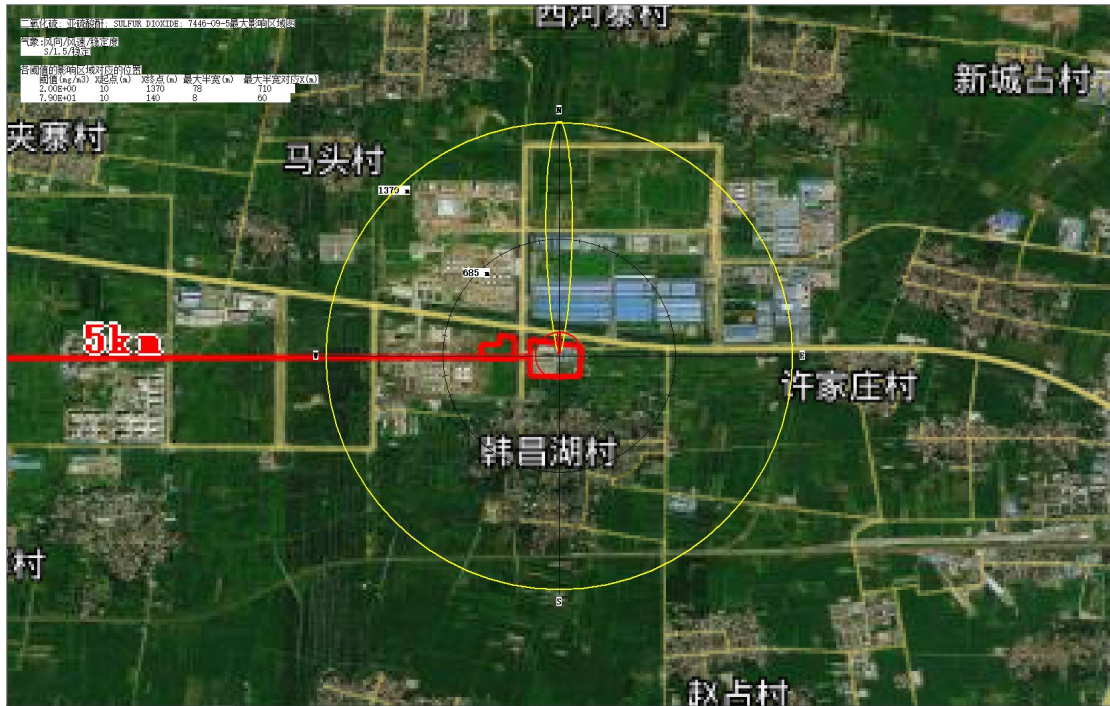 二氧化硫; 亚硫酸酐; SULFUR DIOXIDE; 7446-09-5最大影响区域图
气象:风向/风速/稳定度
S/1.5/稳定
各阈值的影响区域对应的位置
阈值(mg/m3) X起点(m) X终点(m) 最大半宽(m) 最大半宽对应X(m)
2.00E+00 10 1370 78 710
7.90E+01 10 140 8 60
西河寨村
新城占村
夹寨村
马头村
N
1370 m
685 m
5km
W
E
许家庄村
韩昌湖村
村
S
赵占村